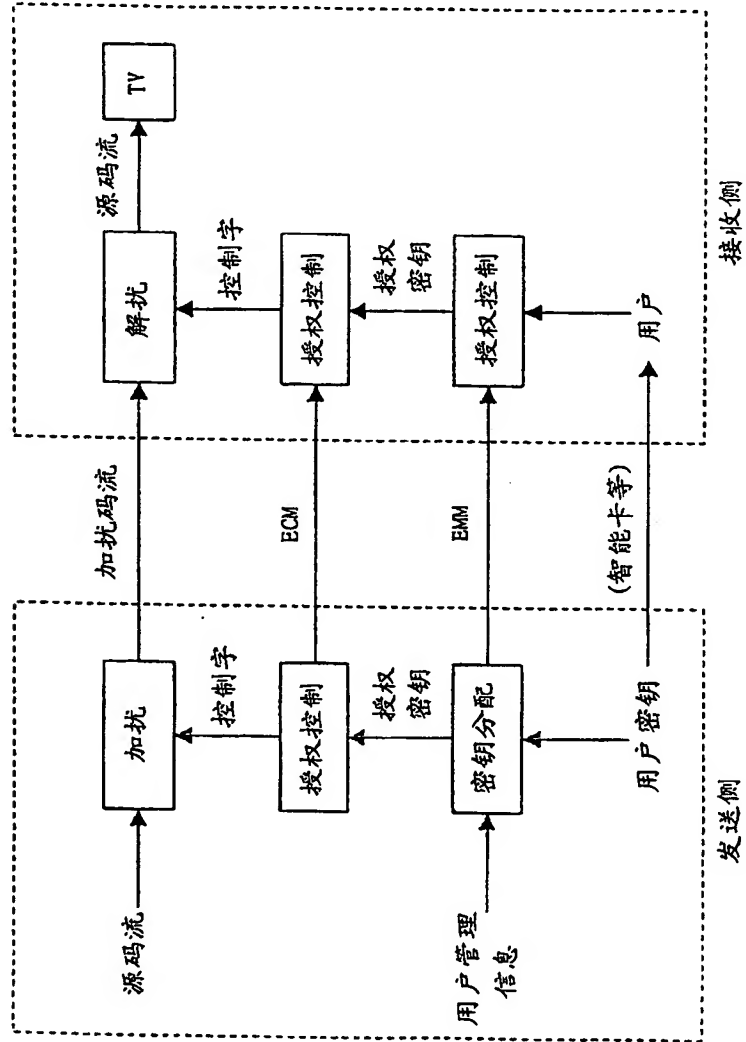 源码流
加扰
加扰码流
解扰
源码流
TV
控制字
控制字
授权控制
ECM
授权控制
授权
密钥
授权
密钥
用户管理
信息
密钥分配
EMM
授权控制
用户密钥
(智能卡等)
用户
发送侧
接收侧